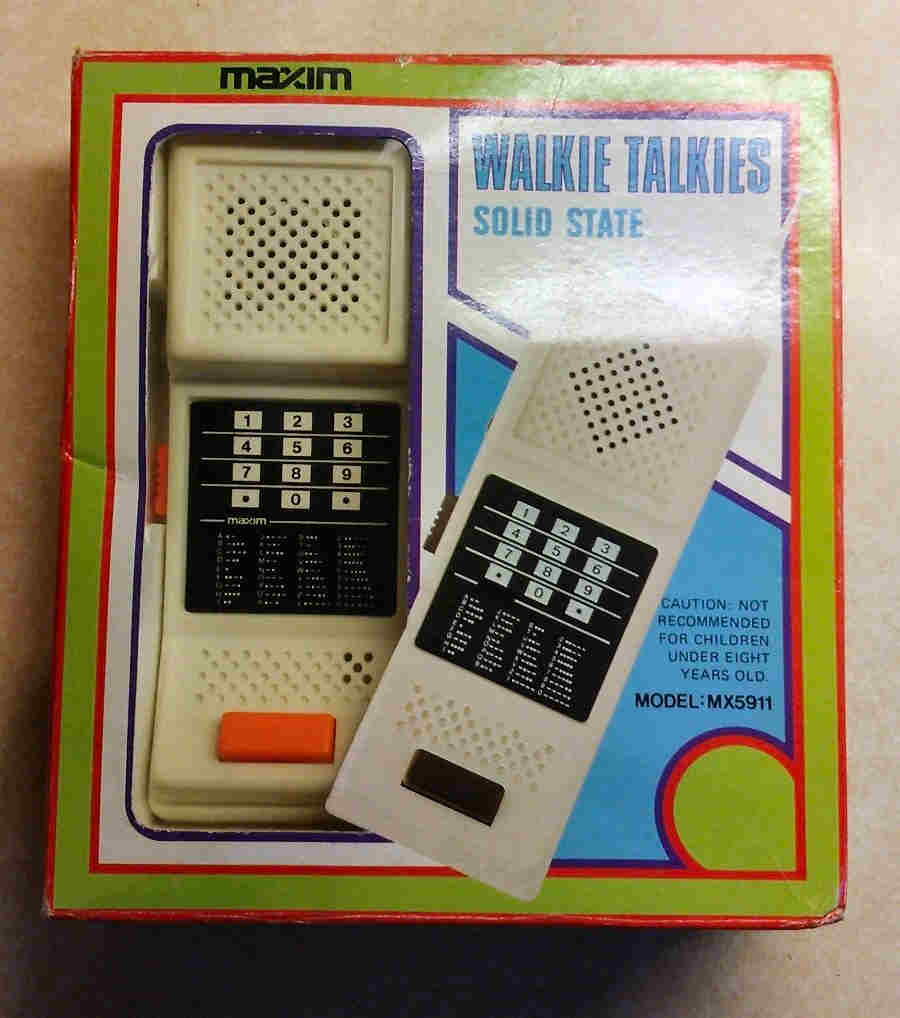 maxim
WALKIE TALKIES
SOLID STATE
1 2 3
4 5 6
7 8 9
• 0 •
maxim
1 2 3
4 5 6
7 8 9
• 0 •
CAUTION: NOT
RECOMMENDED
FOR CHILDREN
UNDER EIGHT
YEARS OLD.
MODEL: MX5911